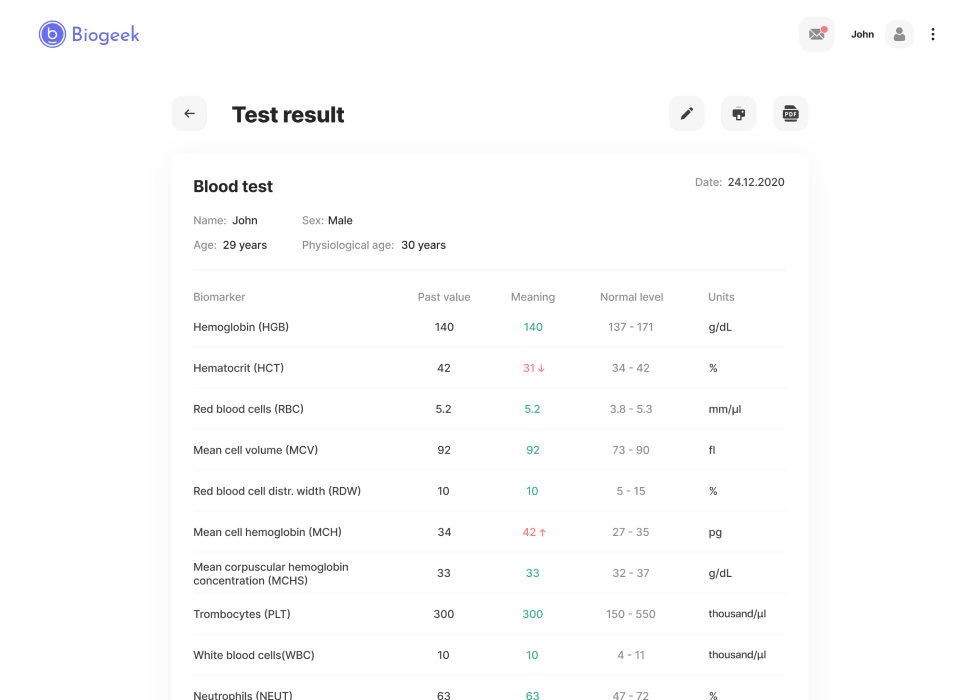 b Biogeek
John
Test result
PDF
Blood test
Date: 24.12.2020
Name: John Sex: Male
Age: 29 years Physiological age: 30 years
Biomarker Past value Meaning Normal level Units
Hemoglobin (HGB) 140 140 137 - 171 g/dL
Hematocrit (HCT) 42 31 ↓ 34 - 42 %
Red blood cells (RBC) 5.2 5.2 3.8 - 5.3 mm/µl
Mean cell volume (MCV) 92 92 73 - 90 fl
Red blood cell distr. width (RDW) 10 10 5 - 15 %
Mean cell hemoglobin (MCH) 34 42 ↑ 27 - 35 pg
Mean corpuscular hemoglobin
concentration (MCHS) 33 33 32 - 37 g/dL
Trombocytes (PLT) 300 300 150 - 550 thousand/µl
White blood cells(WBC) 10 10 4 - 11 thousand/µl
Neutrophils (NEUT) 63 63 47 - 72 %